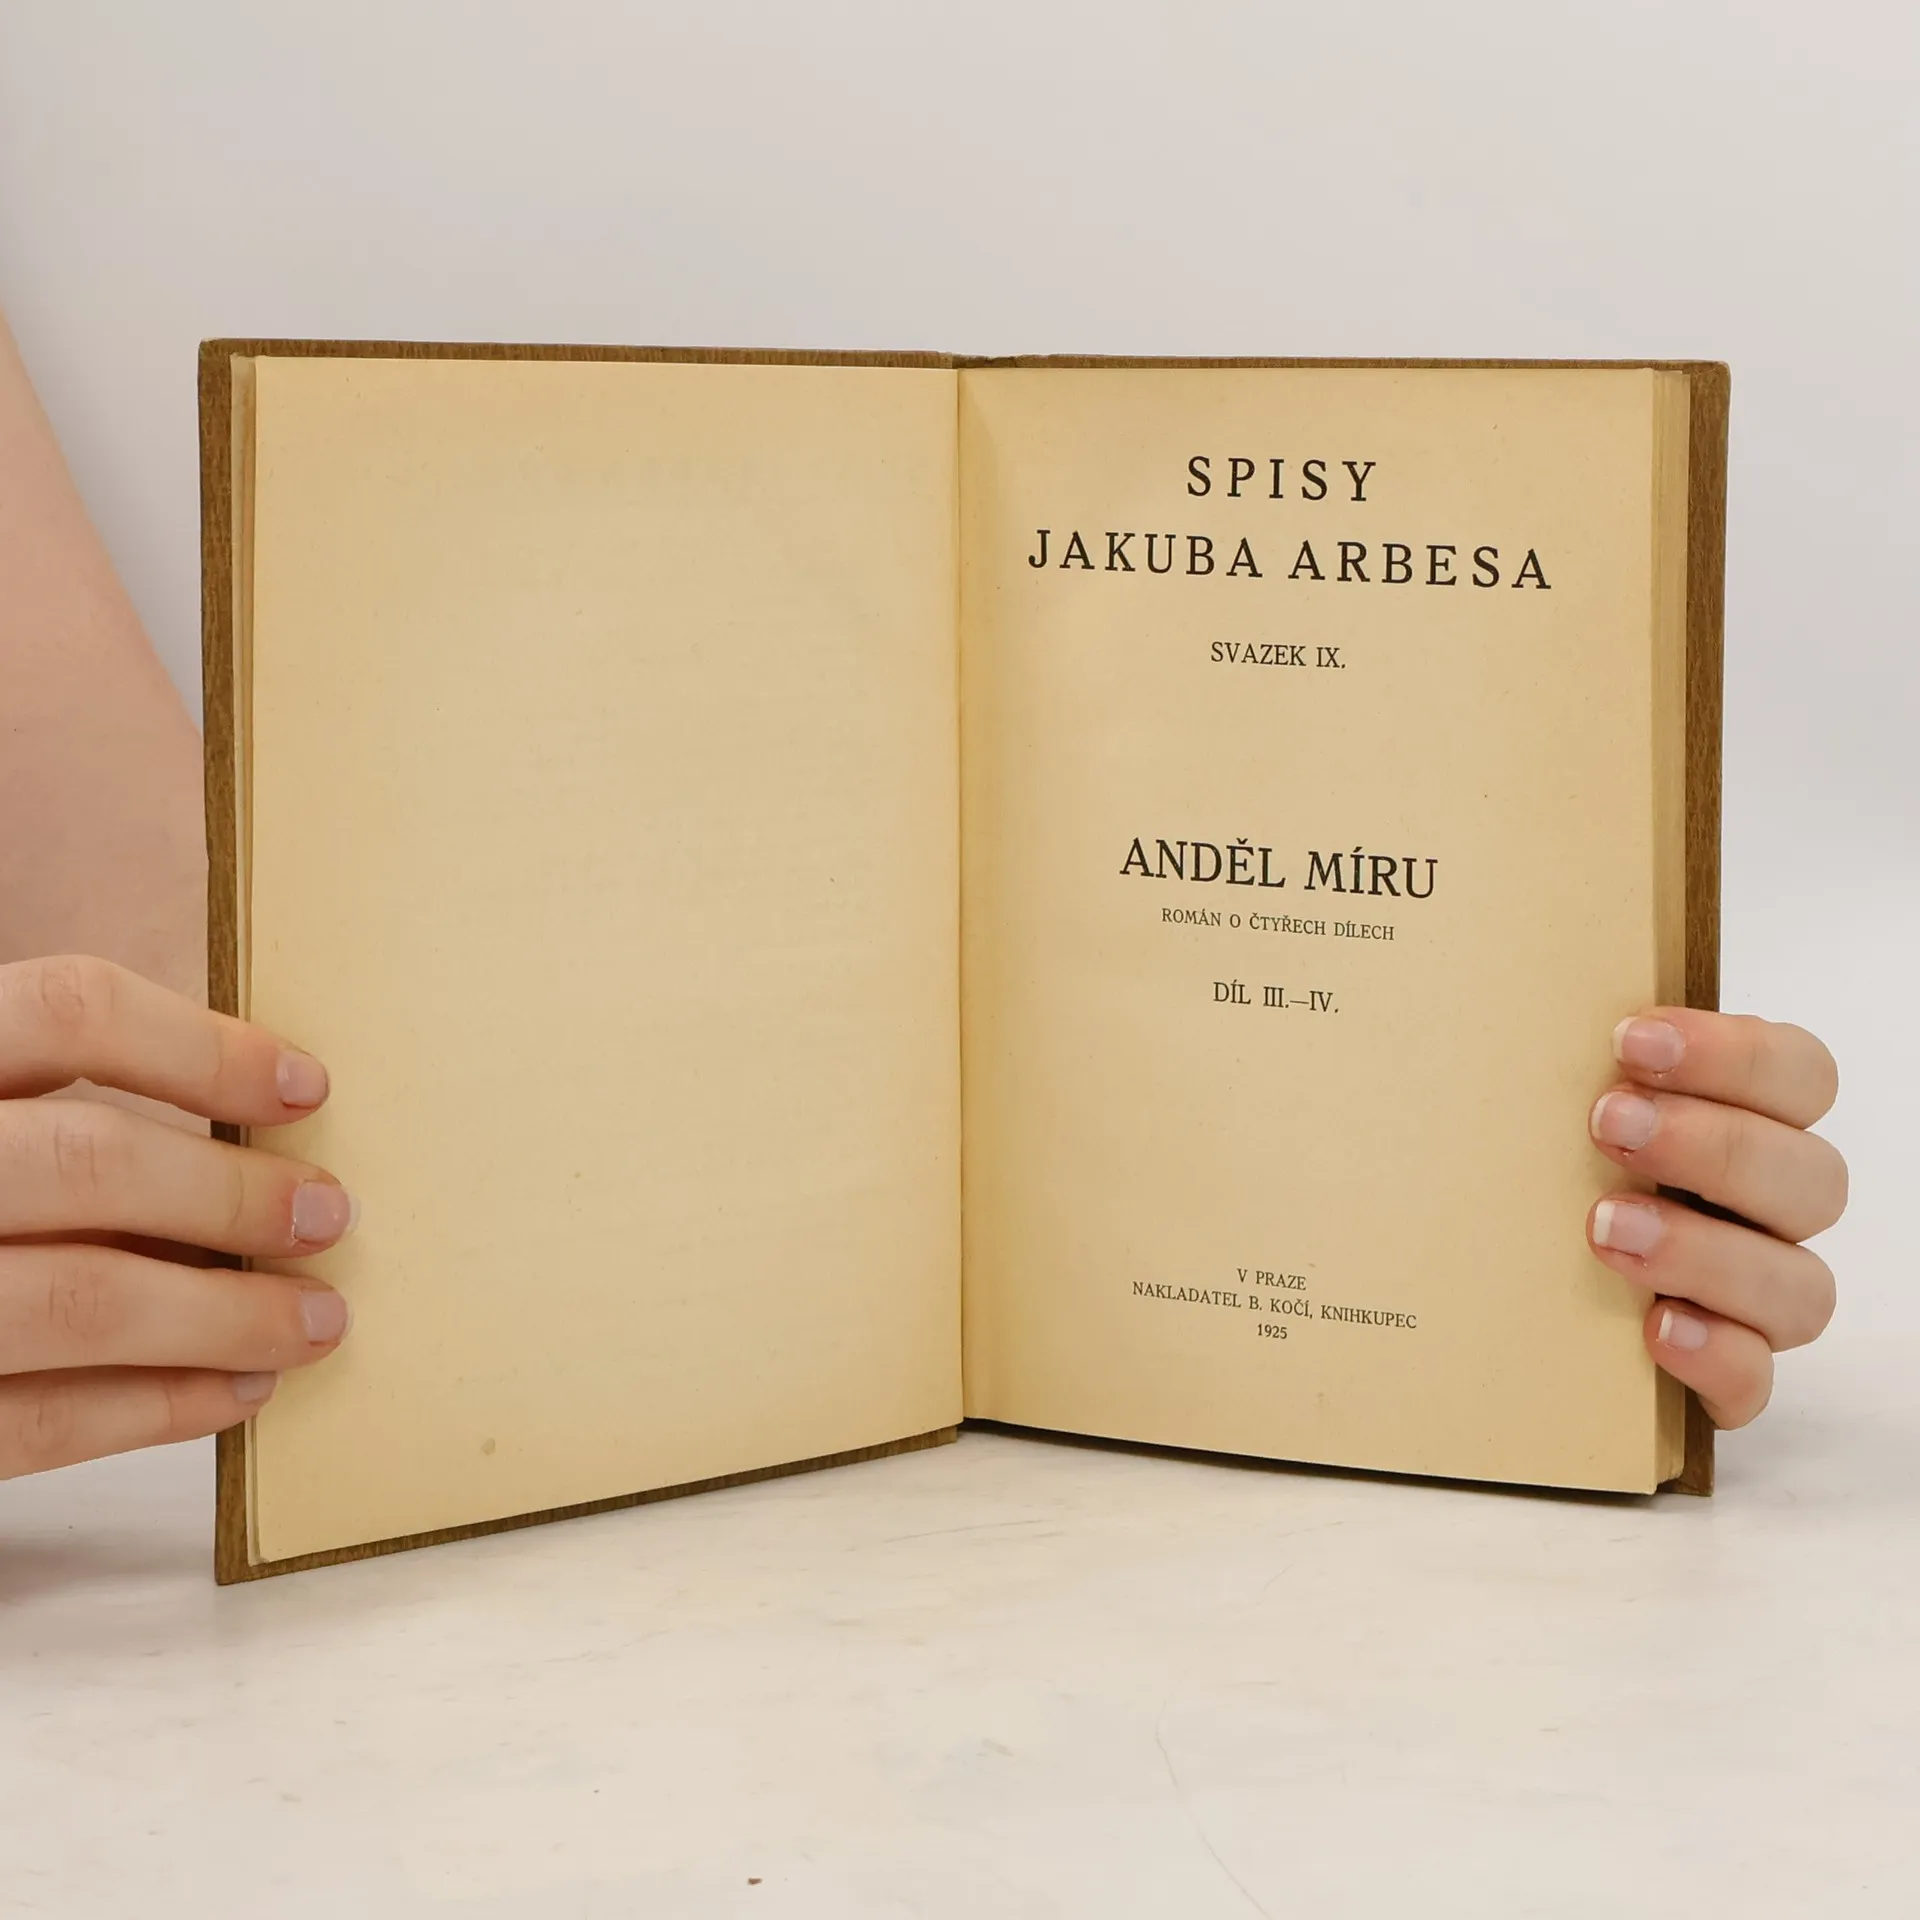 SPISY
JAKUBA ARBESA
SVAZEK IX.
ANDĚL MÍRU
ROMÁN O ČTYŘECH DÍLECH
DÍL III.—IV.
V PRAZE
NAKLADATEL B. KOČÍ, KNIHKUPEC
1925